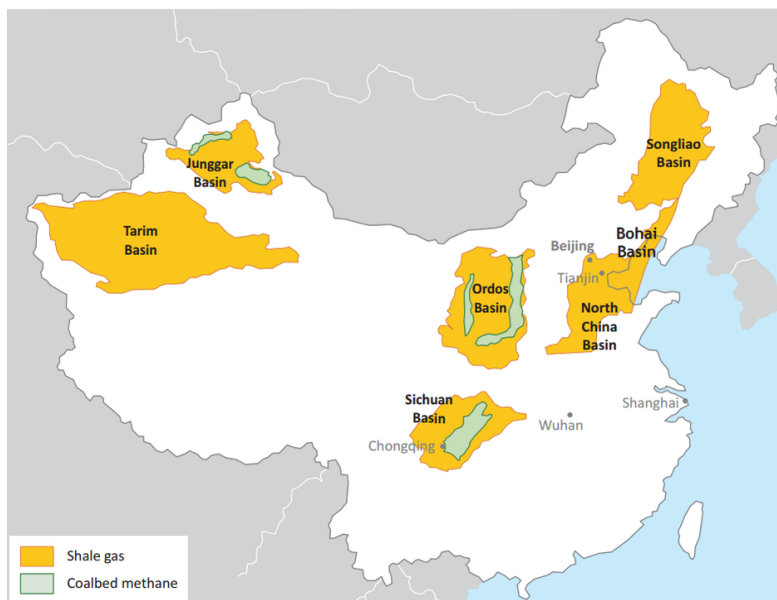 Songliao
Basin
Junggar
Basin
Tarim
Basin
Bohai
Basin
Beijing
Tianjin
Ordos
Basin
North
China
Basin
Sichuan
Basin
Shanghai
Wuhan
Chongqing
Shale gas
Coalbed methane